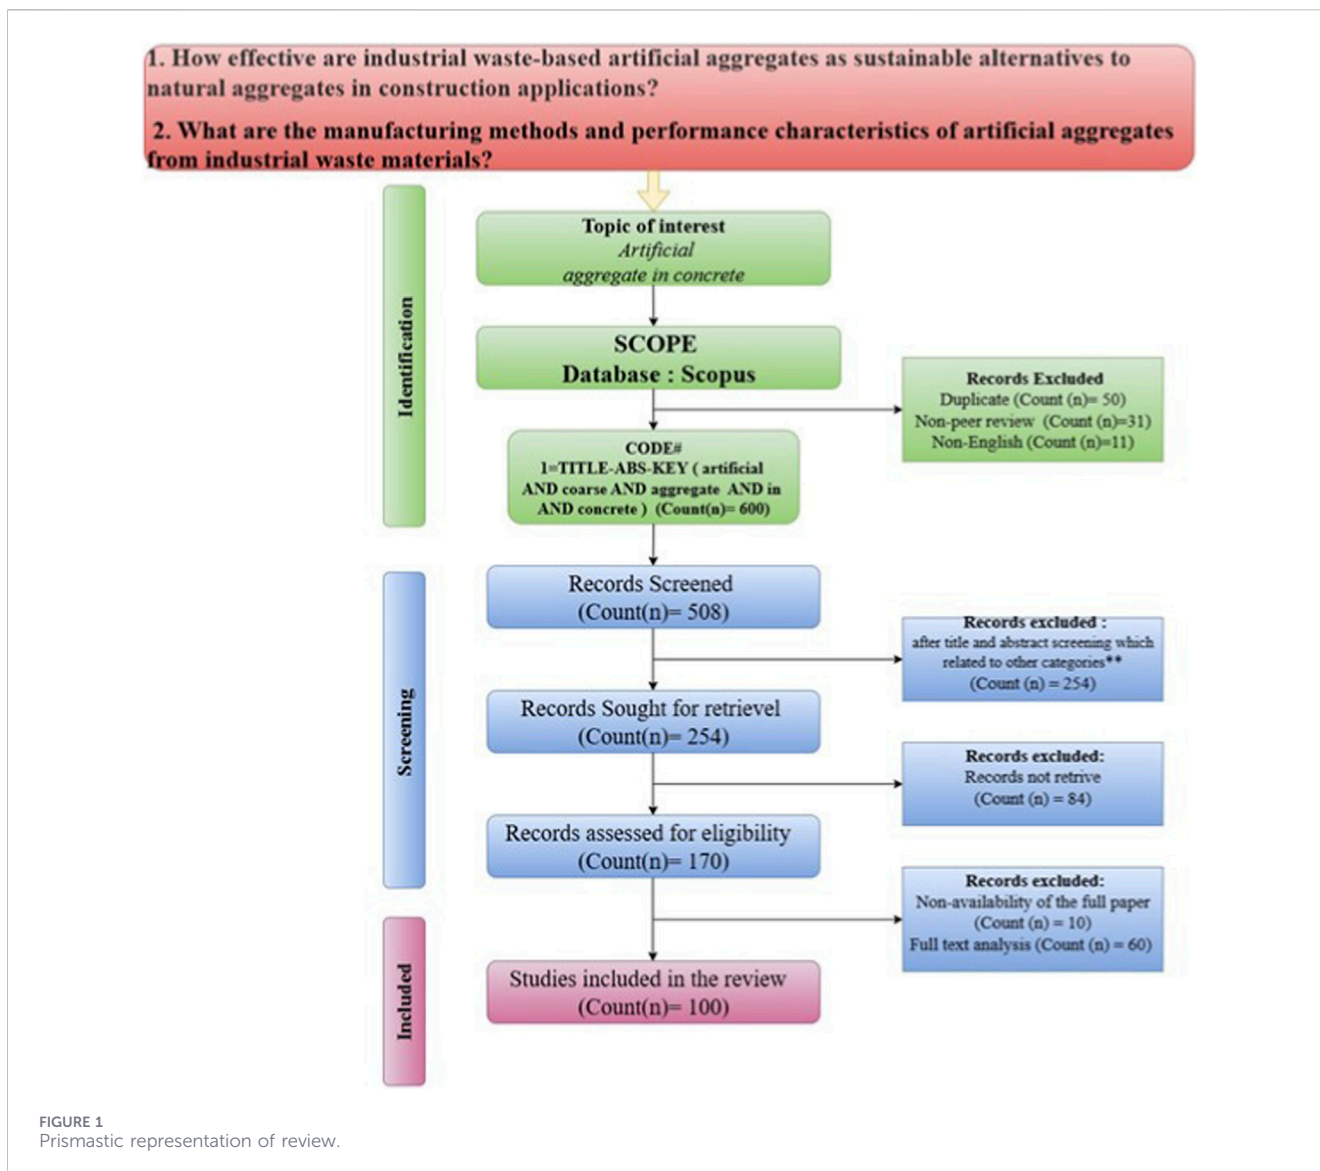 1. How effective are industrial waste-based artificial aggregates as sustainable alternatives to
natural aggregates in construction applications?
2. What are the manufacturing methods and performance characteristics of artificial aggregates
from industrial waste materials?
Identification
Topic of interest
Artificial
aggregate in concrete
SCOPE
Database : Scopus
Records Excluded
Duplicate (Count (n)= 50)
Non-peer review (Count (n)=31)
Non-English (Count (n)=11)
CODE#
1=TITLE-ABS-KEY ( artificial
AND coarse AND aggregate AND in
AND concrete ) (Count(n)= 600)
Screening
Records Screened
(Count(n)= 508)
Records excluded :
after title and abstract screening which
related to other categories**
(Count (n) = 254)
Records Sought for retrievel
(Count(n)= 254)
Records excluded:
Records not retrive
(Count (n) = 84)
Records assessed for eligibility
(Count(n)= 170)
Records excluded:
Non-availability of the full paper
(Count (n) = 10)
Full text analysis (Count (n) = 60)
Included
Studies included in the review
(Count(n)= 100)
FIGURE 1
Prismastic representation of review.